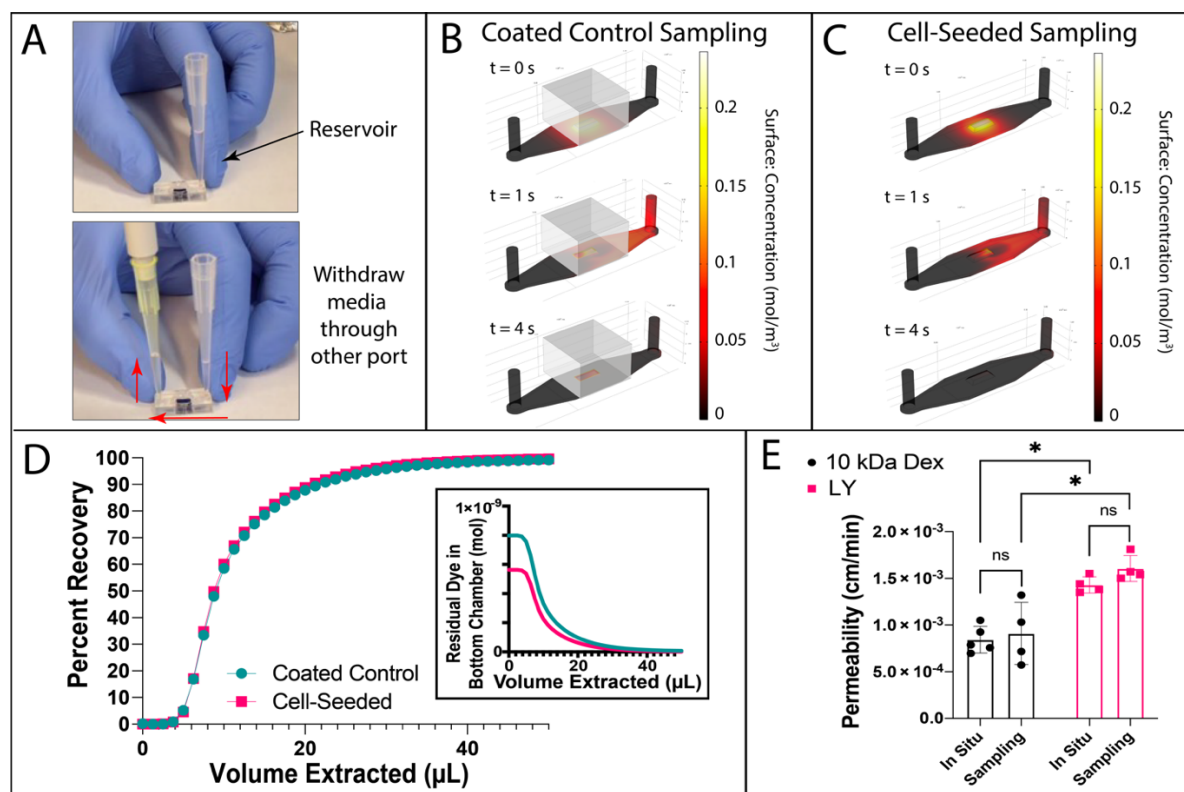 A
Reservoir
Withdraw
media
through
other port
B
Coated Control Sampling
t = 0 s
t = 1 s
t = 4 s
0.2
0.15
0.1
0.05
0
Surface: Concentration (mol/m³)
C
Cell-Seeded Sampling
t = 0 s
t = 1 s
t = 4 s
0.2
0.15
0.1
0.05
0
Surface: Concentration (mol/m³)
D
Percent Recovery
100
90
80
70
60
50
40
30
20
10
0
0
20
40
Volume Extracted (µL)
Coated Control
Cell-Seeded
Residual Dye in
Bottom Chamber (mol)
1×10⁻⁹
0
0
20
40
Volume Extracted (µL)
E
10 kDa Dex
LY
*
*
ns
ns
Permeability (cm/min)
2.0 × 10⁻³
1.5 × 10⁻³
1.0 × 10⁻³
5.0 × 10⁻⁴
0.0
In Situ
Sampling
In Situ
Sampling